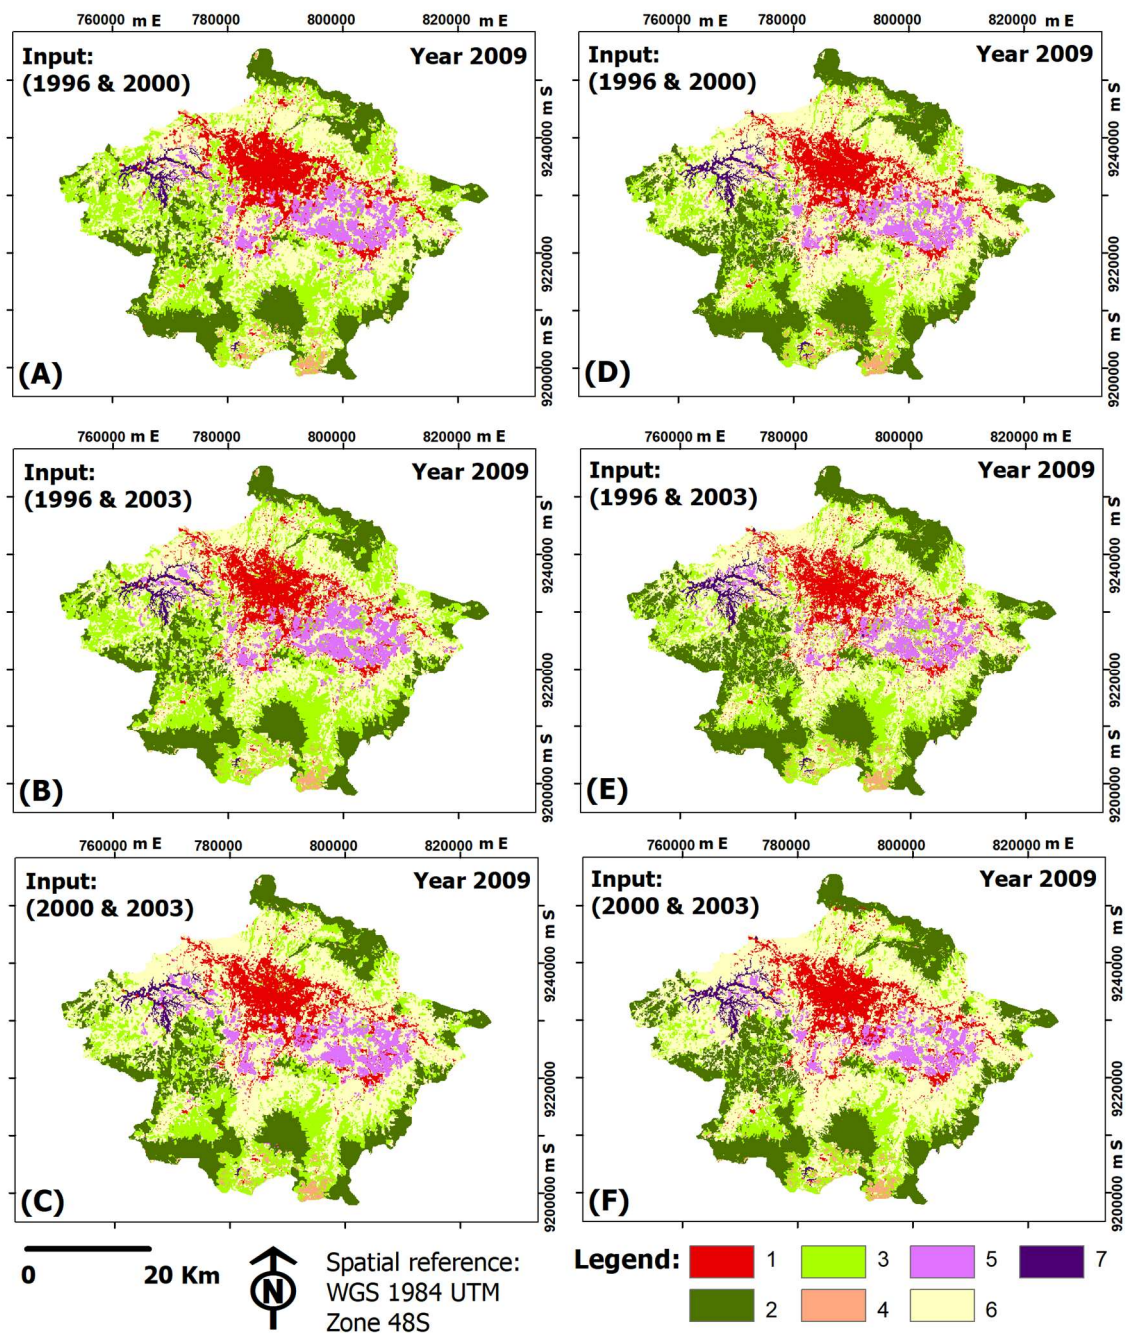 760000 m E 780000 800000 820000 m E
Input:
(1996 & 2000)
Year 2009
(A)
9240000 m S
9220000
9200000 m S
760000 m E 780000 800000 820000 m E
Input:
(1996 & 2000)
Year 2009
(D)
9240000 m S
9220000
9200000 m S
760000 m E 780000 800000 820000 m E
Input:
(1996 & 2003)
Year 2009
(B)
9240000 m S
9220000
9200000 m S
760000 m E 780000 800000 820000 m E
Input:
(1996 & 2003)
Year 2009
(E)
9240000 m S
9220000
9200000 m S
760000 m E 780000 800000 820000 m E
Input:
(2000 & 2003)
Year 2009
(C)
9240000 m S
9220000
9200000 m S
760000 m E 780000 800000 820000 m E
Input:
(2000 & 2003)
Year 2009
(F)
9240000 m S
9220000
9200000 m S
0 20 Km
N
Spatial reference:
WGS 1984 UTM
Zone 48S
Legend: 1 3 5 7
2 4 6